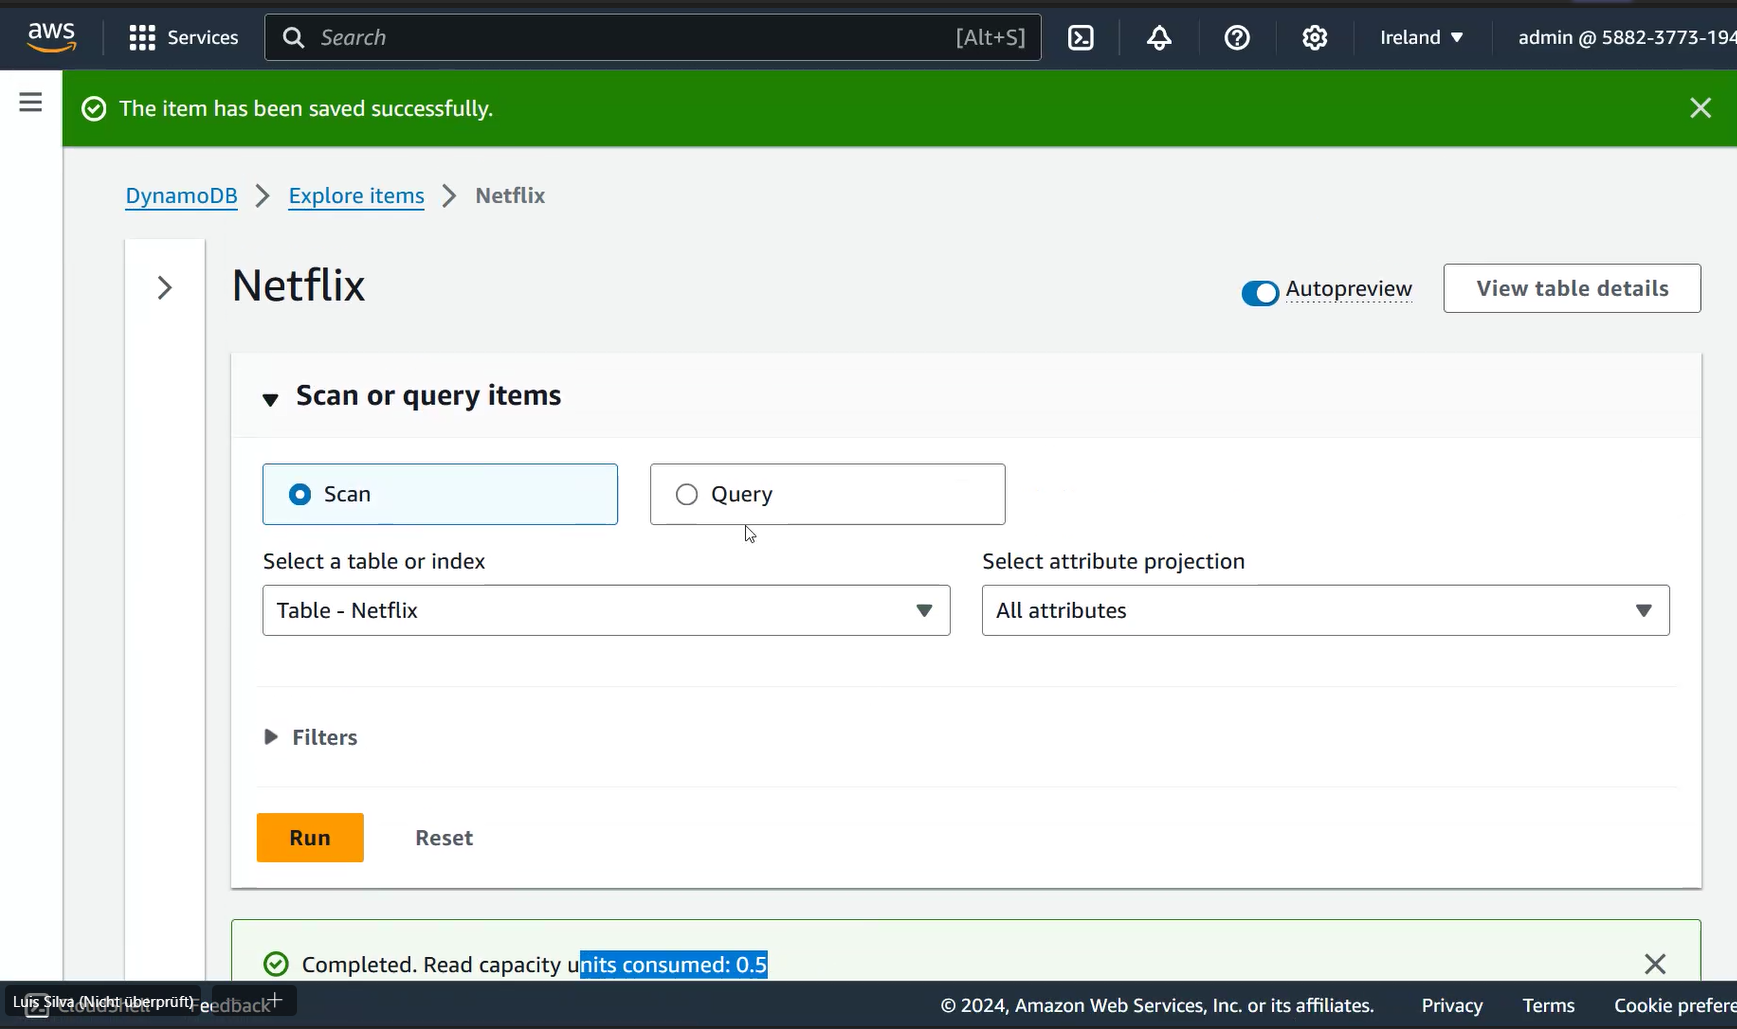 aws
Services
Search
[Alt+S]
Ireland
admin @ 5882-3773-194
The item has been saved successfully.
DynamoDB
Explore items
Netflix
Netflix
Autopreview
View table details
Scan or query items
Scan
Query
Select a table or index
Select attribute projection
Table - Netflix
All attributes
Filters
Run
Reset
Completed. Read capacity units consumed: 0.5
Luis Silva (Nicht überprüft)
CloudShell
Feedback
© 2024, Amazon Web Services, Inc. or its affiliates.
Privacy
Terms
Cookie prefere